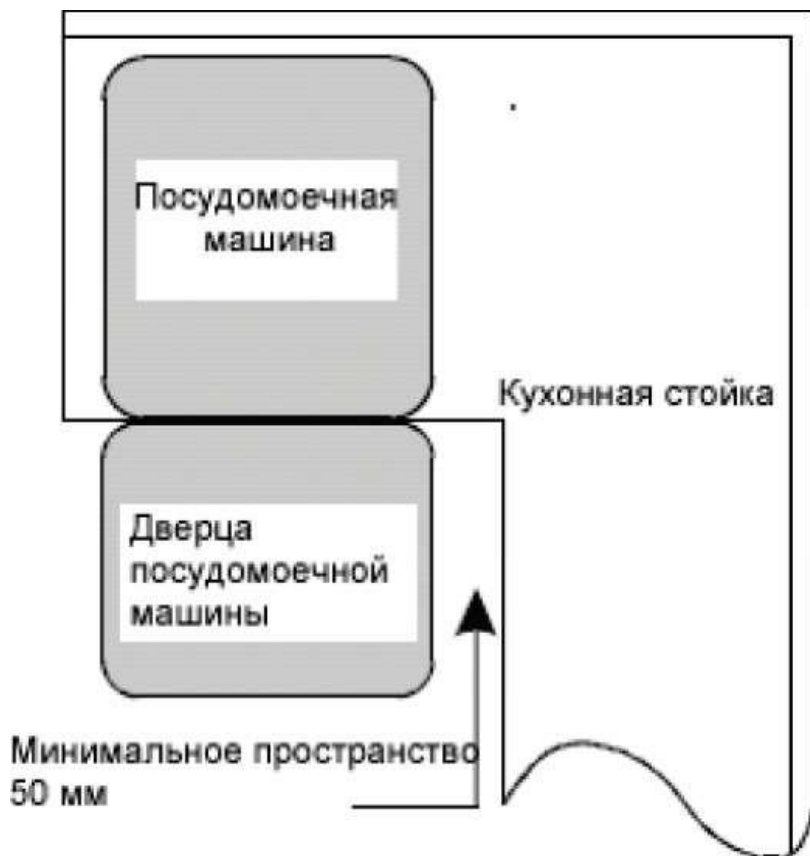 Посудомоечная
машина
Кухонная стойка
Дверца
посудомоечной
машины
Минимальное пространство
50 мм